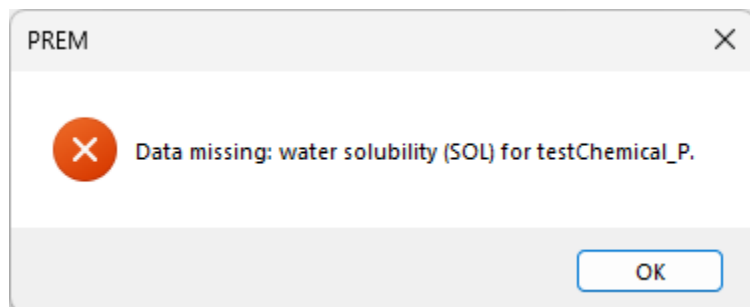 PREM
Data missing: water solubility (SOL) for testChemical_P.
OK